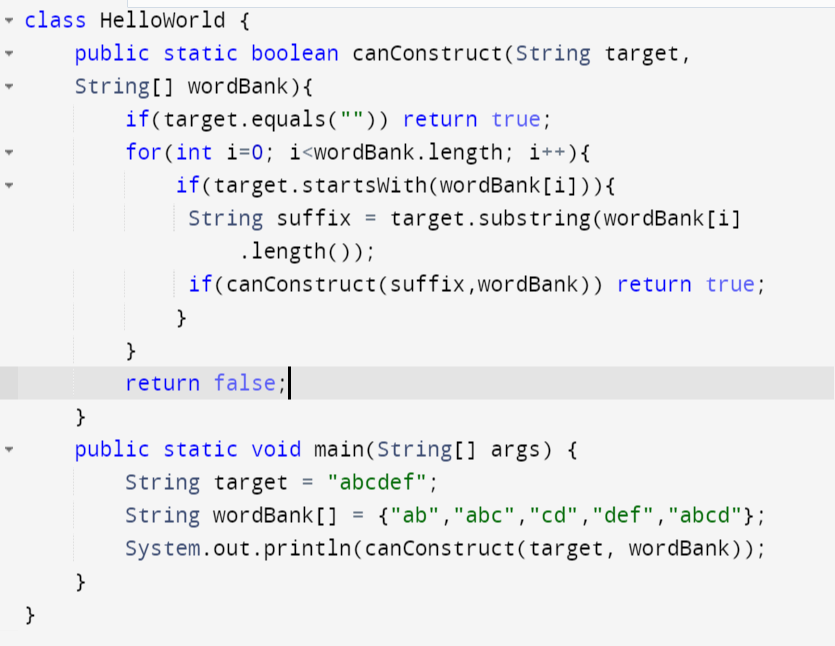 class HelloWorld {
    public static boolean canConstruct(String target,
    String[] wordBank){
        if(target.equals("")) return true;
        for(int i=0; i<wordBank.length; i++){
            if(target.startsWith(wordBank[i])){
             String suffix = target.substring(wordBank[i]
                 .length());
             if(canConstruct(suffix,wordBank)) return true;
            }
        }
        return false;
    }
    public static void main(String[] args) {
        String target = "abcdef";
        String wordBank[] = {"ab","abc","cd","def","abcd"};
        System.out.println(canConstruct(target, wordBank));
    }
}